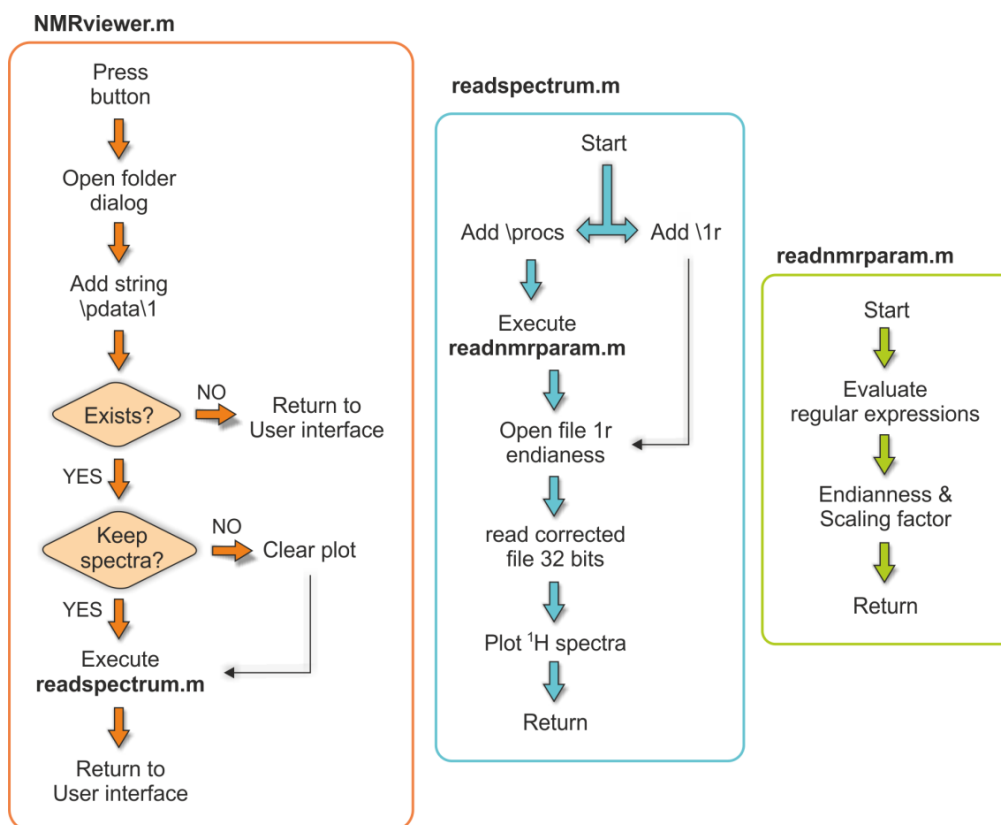 NMRviewer.m
Press
button
Open folder
dialog
Add string
\pdata\1
Exists?
NO
Return to
User interface
YES
Keep
spectra?
NO
Clear plot
YES
Execute
readspectrum.m
Return to
User interface
readspectrum.m
Start
Add \procs
Add \1r
Execute
readnmrparam.m
Open file 1r
endianess
read corrected
file 32 bits
Plot ¹H spectra
Return
readnmrparam.m
Start
Evaluate
regular expressions
Endianness &
Scaling factor
Return